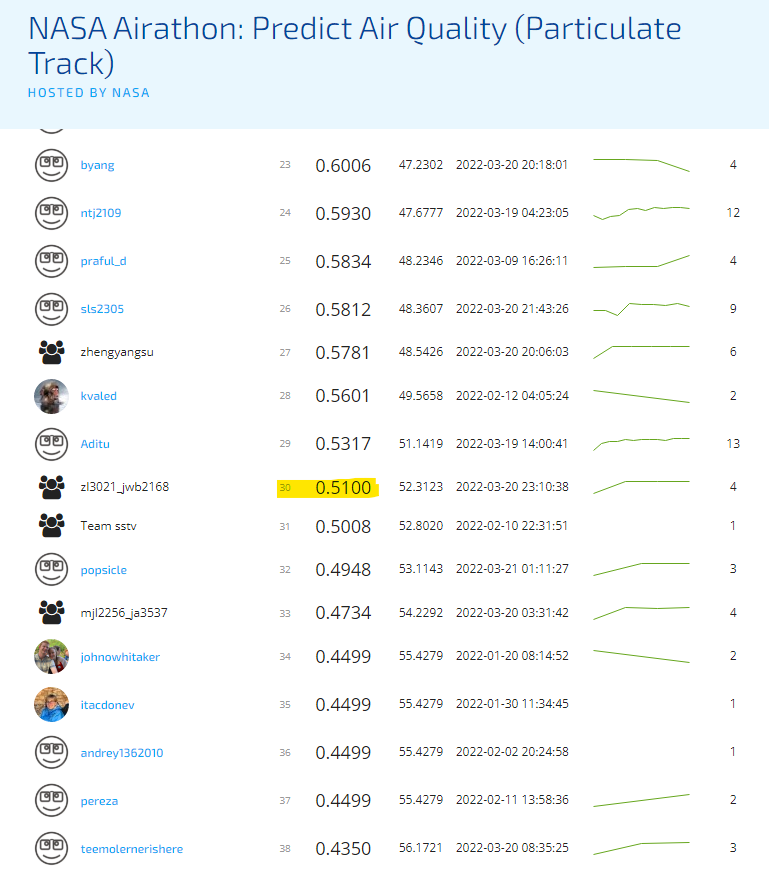 NASA Airathon: Predict Air Quality (Particulate
Track)
HOSTED BY NASA
byang 23 0.6006 47.2302 2022-03-20 20:18:01 4
ntj2109 24 0.5930 47.6777 2022-03-19 04:23:05 12
praful_d 25 0.5834 48.2346 2022-03-09 16:26:11 4
sls2305 26 0.5812 48.3607 2022-03-20 21:43:26 9
zhengyangsu 27 0.5781 48.5426 2022-03-20 20:06:03 6
kvaled 28 0.5601 49.5658 2022-02-12 04:05:24 2
Aditu 29 0.5317 51.1419 2022-03-19 14:00:41 13
zl3021_jwb2168 30 0.5100 52.3123 2022-03-20 23:10:38 4
Team sstv 31 0.5008 52.8020 2022-02-10 22:31:51 1
popsicle 32 0.4948 53.1143 2022-03-21 01:11:27 3
mjl2256_ja3537 33 0.4734 54.2292 2022-03-20 03:31:42 4
johnowhitaker 34 0.4499 55.4279 2022-01-20 08:14:52 2
itacdonev 35 0.4499 55.4279 2022-01-30 11:34:45 1
andrey1362010 36 0.4499 55.4279 2022-02-02 20:24:58 1
pereza 37 0.4499 55.4279 2022-02-11 13:58:36 2
teemolernerishere 38 0.4350 56.1721 2022-03-20 08:35:25 3